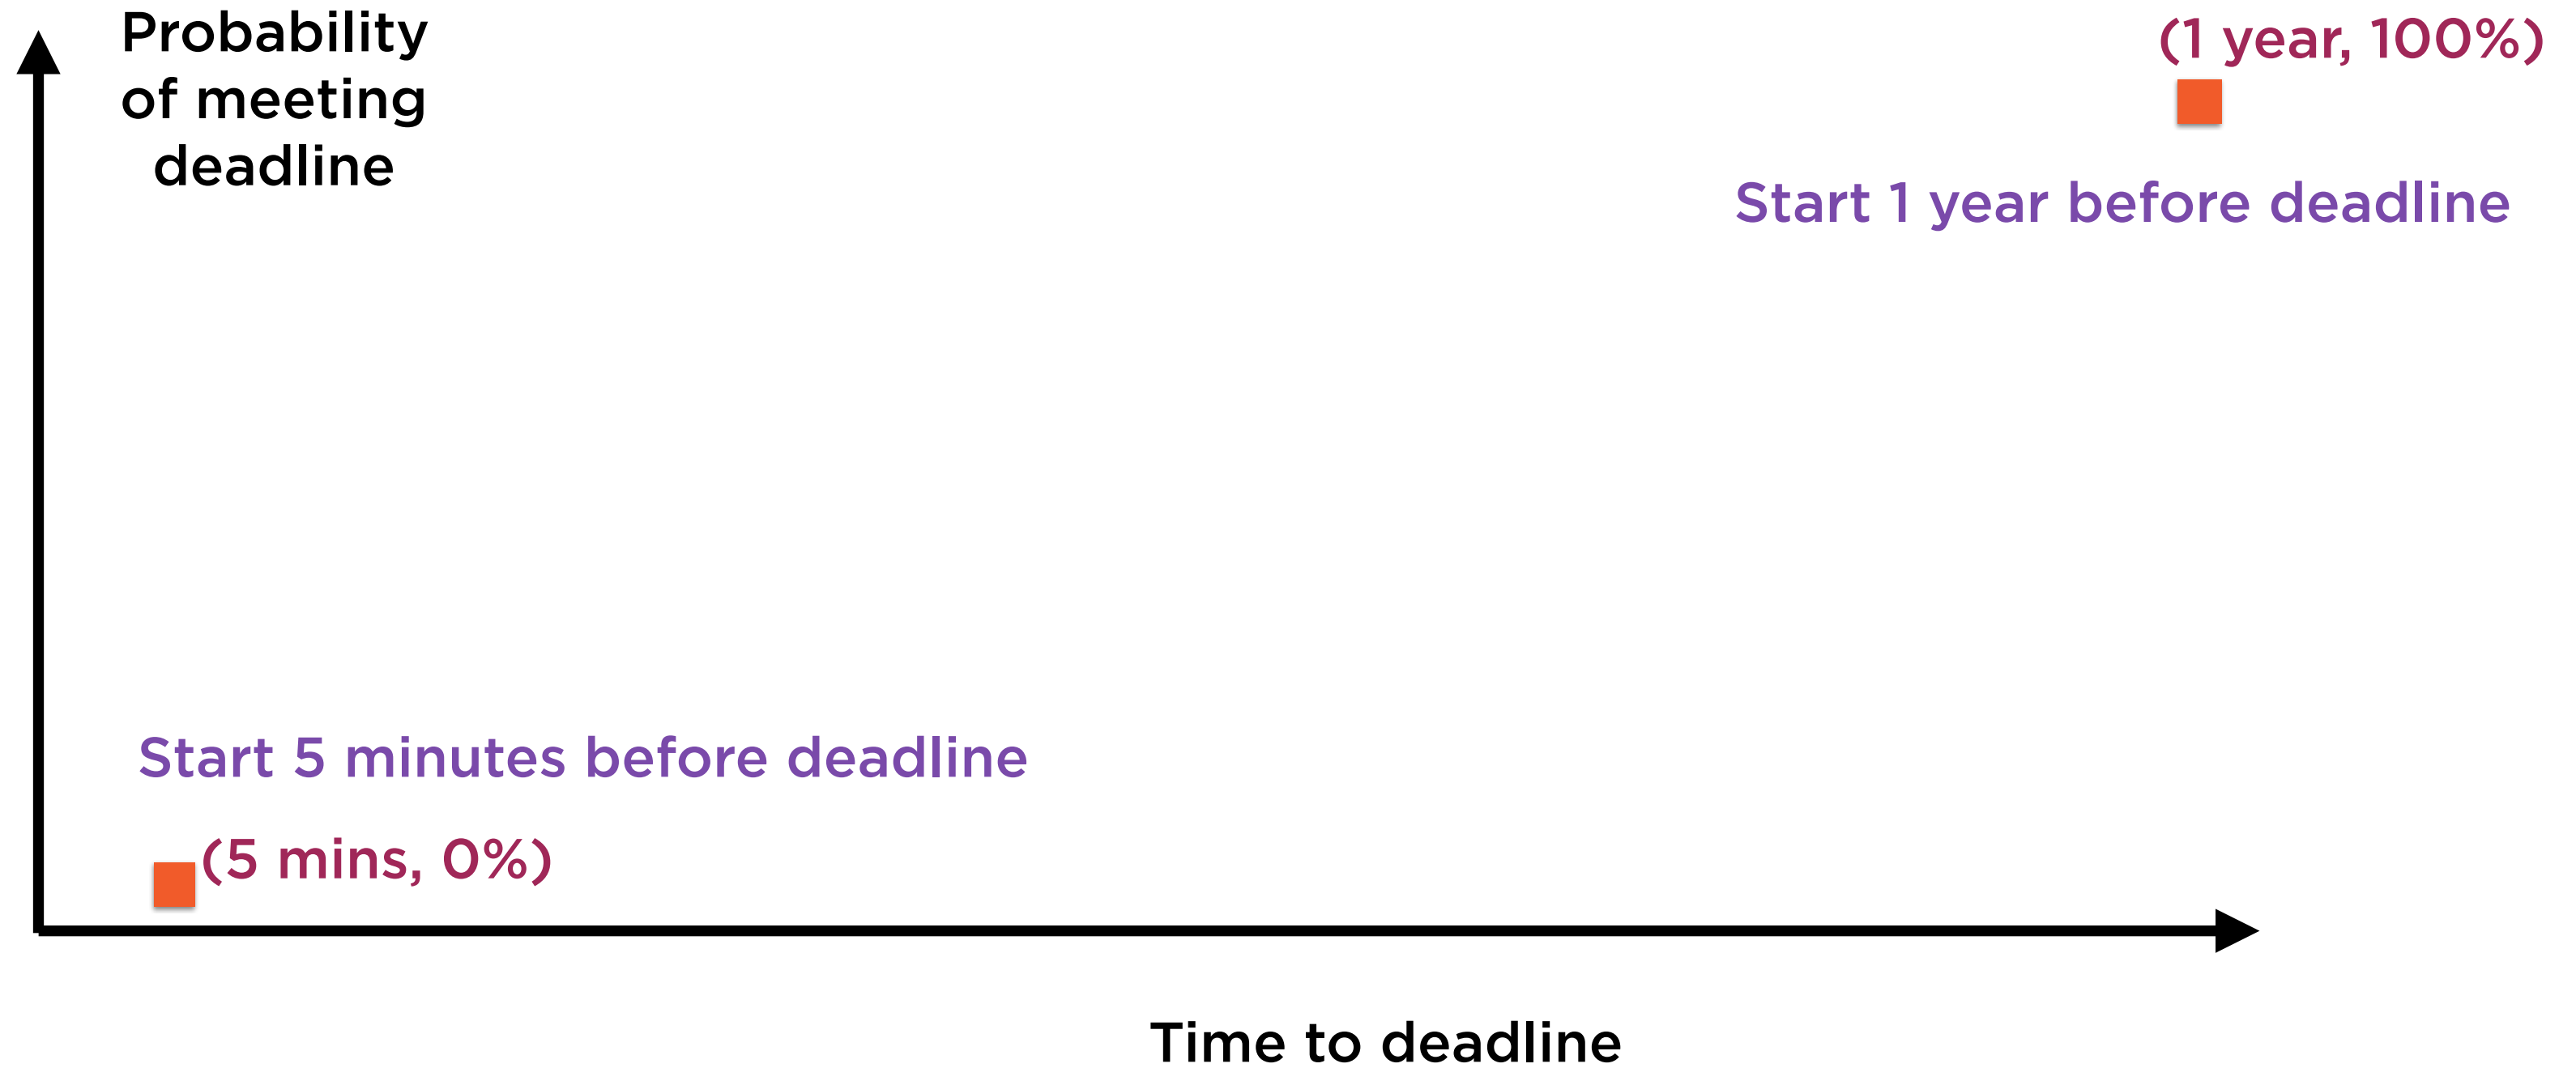 Probability
of meeting
deadline
(1 year, 100%)
Start 1 year before deadline
Start 5 minutes before deadline
(5 mins, 0%)
Time to deadline